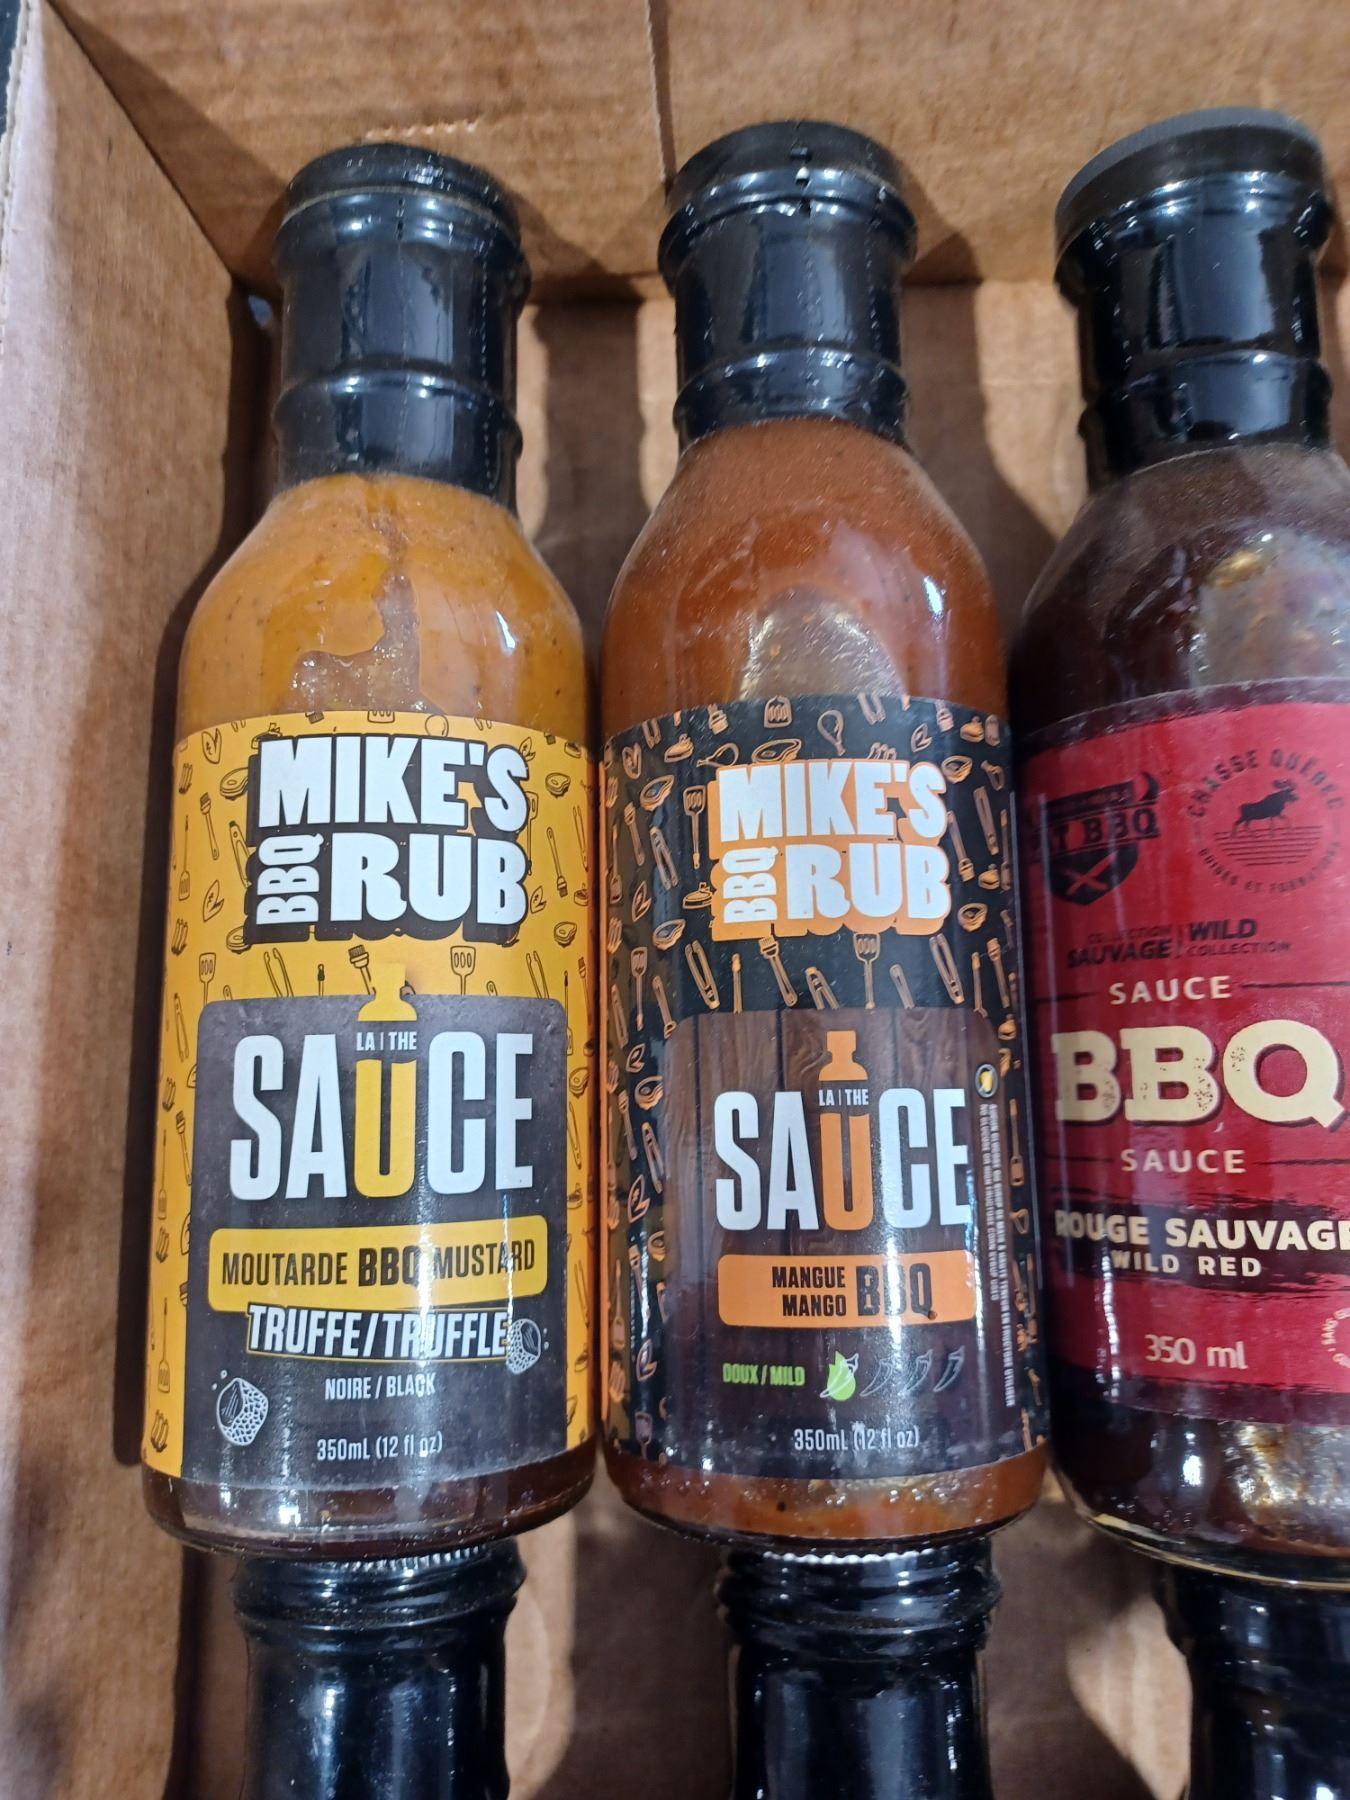 MIKE'S
BBQ RUB
LA | THE
SAUCE
MOUTARDE BBQ MUSTARD
TRUFFE/TRUFFLE
NOIRE / BLACK
350mL (12 fl oz)
MIKE'S
BBQ RUB
LA | THE
SAUCE
MANGUE
MANGO BBQ
DOUX / MILD
350mL (12 fl oz)
CHASSE QUÉBEC
BBQ
COLLECTION
SAUVAGE | WILD
COLLECTION
SAUCE
BBQ
SAUCE
ROUGE SAUVAGE
WILD RED
350 ml